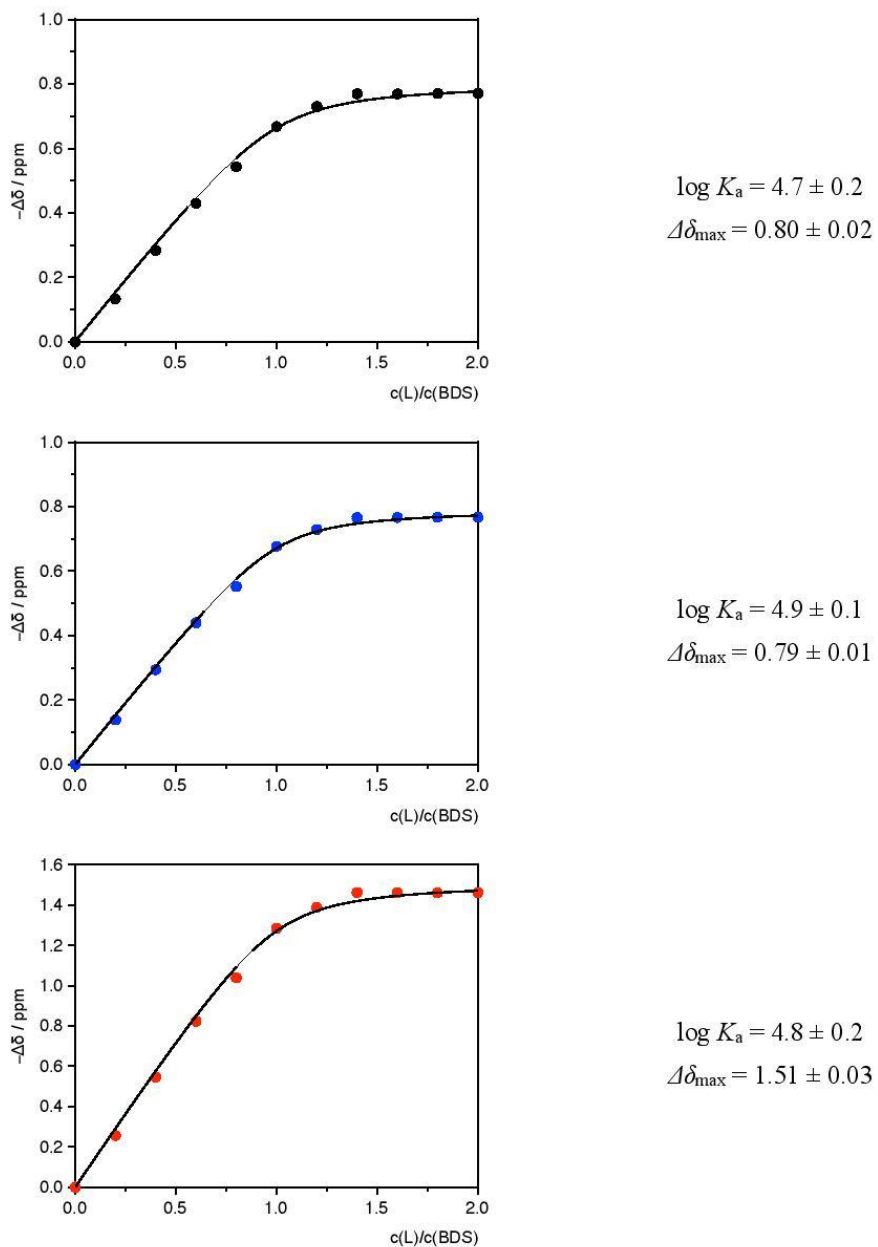 1.0
0.8
0.6
0.4
0.2
0.0
–Δδ / ppm
0.0 0.5 1.0 1.5 2.0
c(L)/c(BDS)
log Ka = 4.7 ± 0.2
Δδmax = 0.80 ± 0.02
1.0
0.8
0.6
0.4
0.2
0.0
–Δδ / ppm
0.0 0.5 1.0 1.5 2.0
c(L)/c(BDS)
log Ka = 4.9 ± 0.1
Δδmax = 0.79 ± 0.01
1.6
1.4
1.2
1.0
0.8
0.6
0.4
0.2
0.0
–Δδ / ppm
0.0 0.5 1.0 1.5 2.0
c(L)/c(BDS)
log Ka = 4.8 ± 0.2
Δδmax = 1.51 ± 0.03